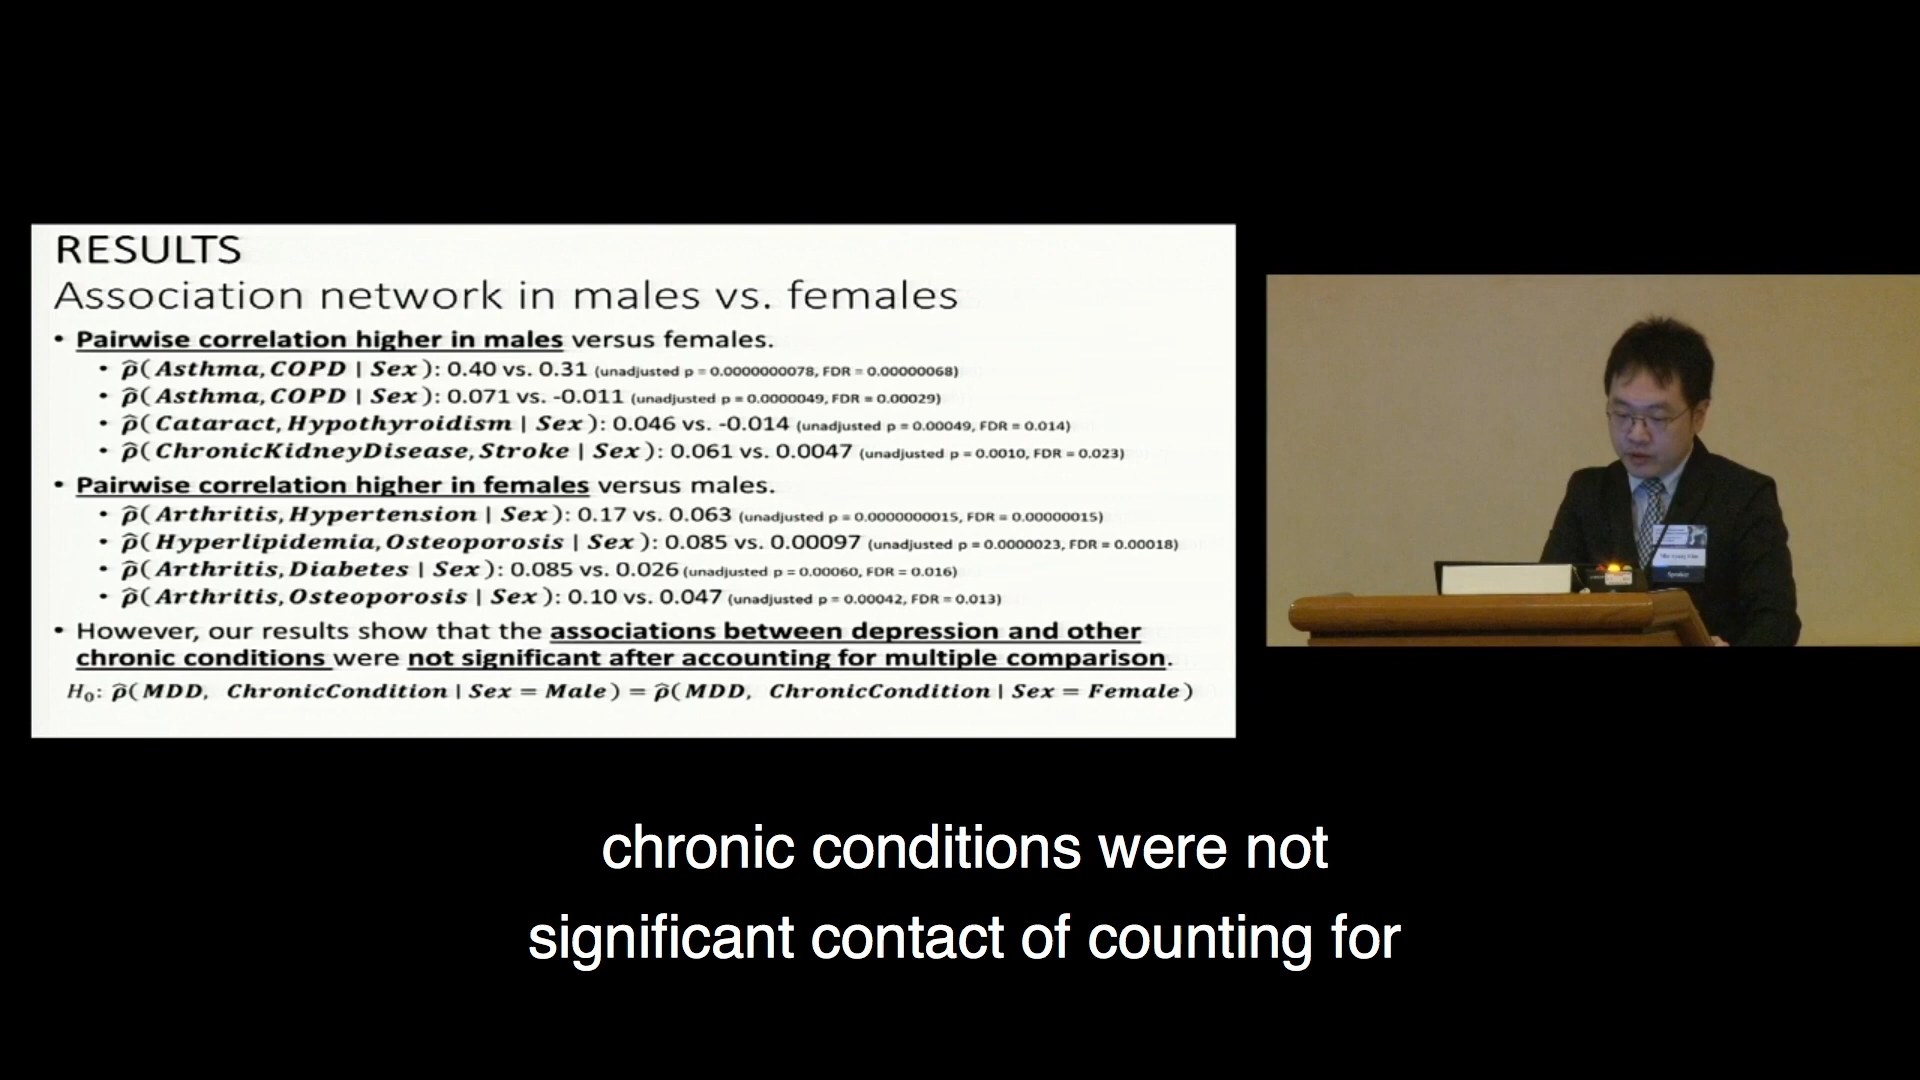 RESULTS
Association network in males vs. females
• Pairwise correlation higher in males versus females.
• ρ̂( Asthma, COPD | Sex ): 0.40 vs. 0.31 (unadjusted p = 0.0000000078, FDR = 0.00000068)
• ρ̂( Asthma, COPD | Sex ): 0.071 vs. -0.011 (unadjusted p = 0.0000049, FDR = 0.00029)
• ρ̂( Cataract, Hypothyroidism | Sex ): 0.046 vs. -0.014 (unadjusted p = 0.00049, FDR = 0.014)
• ρ̂( ChronicKidneyDisease, Stroke | Sex ): 0.061 vs. 0.0047 (unadjusted p = 0.0010, FDR = 0.023)
• Pairwise correlation higher in females versus males.
• ρ̂( Arthritis, Hypertension | Sex ): 0.17 vs. 0.063 (unadjusted p = 0.0000000015, FDR = 0.00000015)
• ρ̂( Hyperlipidemia, Osteoporosis | Sex ): 0.085 vs. 0.00097 (unadjusted p = 0.0000023, FDR = 0.00018)
• ρ̂( Arthritis, Diabetes | Sex ): 0.085 vs. 0.026 (unadjusted p = 0.00060, FDR = 0.016)
• ρ̂( Arthritis, Osteoporosis | Sex ): 0.10 vs. 0.047 (unadjusted p = 0.00042, FDR = 0.013)
• However, our results show that the associations between depression and other
chronic conditions were not significant after accounting for multiple comparison.
H₀: ρ̂( MDD, ChronicCondition | Sex = Male ) = ρ̂( MDD, ChronicCondition | Sex = Female )
Speaker
chronic conditions were not
significant contact of counting for